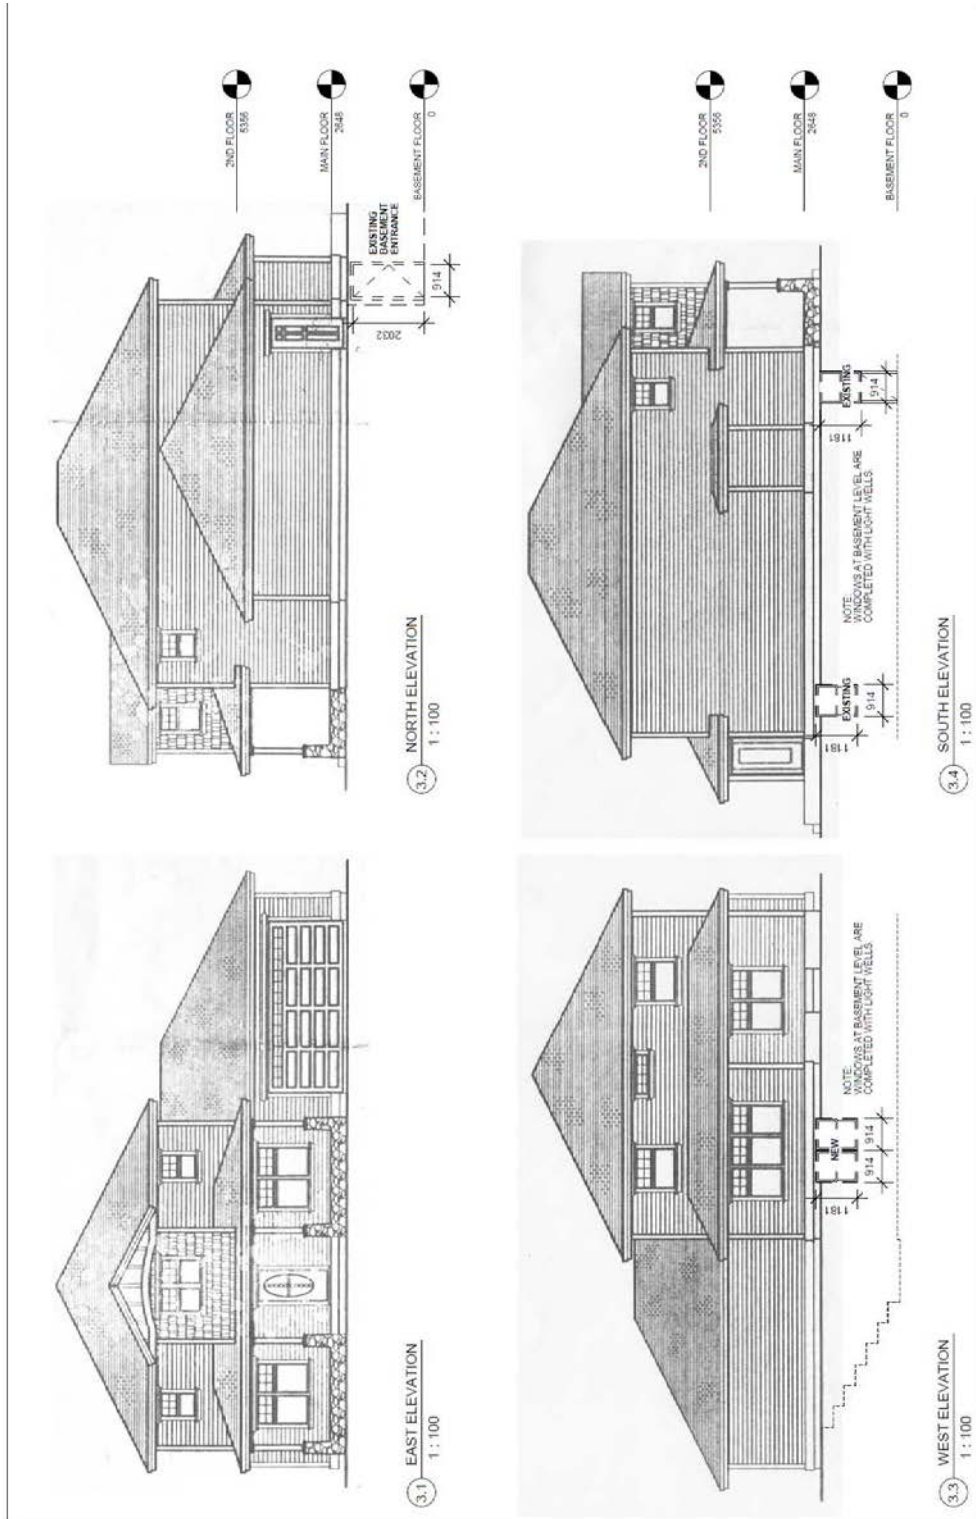 3.1
EAST ELEVATION
1 : 100
3.2
NORTH ELEVATION
1 : 100
2ND FLOOR
5356
MAIN FLOOR
2648
BASEMENT FLOOR
0
EXISTING
BASEMENT
ENTRANCE
2032
914
3.3
WEST ELEVATION
1 : 100
NEW
1181
914
914
NOTE:
WINDOWS AT BASEMENT LEVEL ARE
COMPLETED WITH LIGHT WELLS.
3.4
SOUTH ELEVATION
1 : 100
EXISTING
1181
914
NOTE:
WINDOWS AT BASEMENT LEVEL ARE
COMPLETED WITH LIGHT WELLS.
EXISTING
1181
914
2ND FLOOR
5356
MAIN FLOOR
2648
BASEMENT FLOOR
0